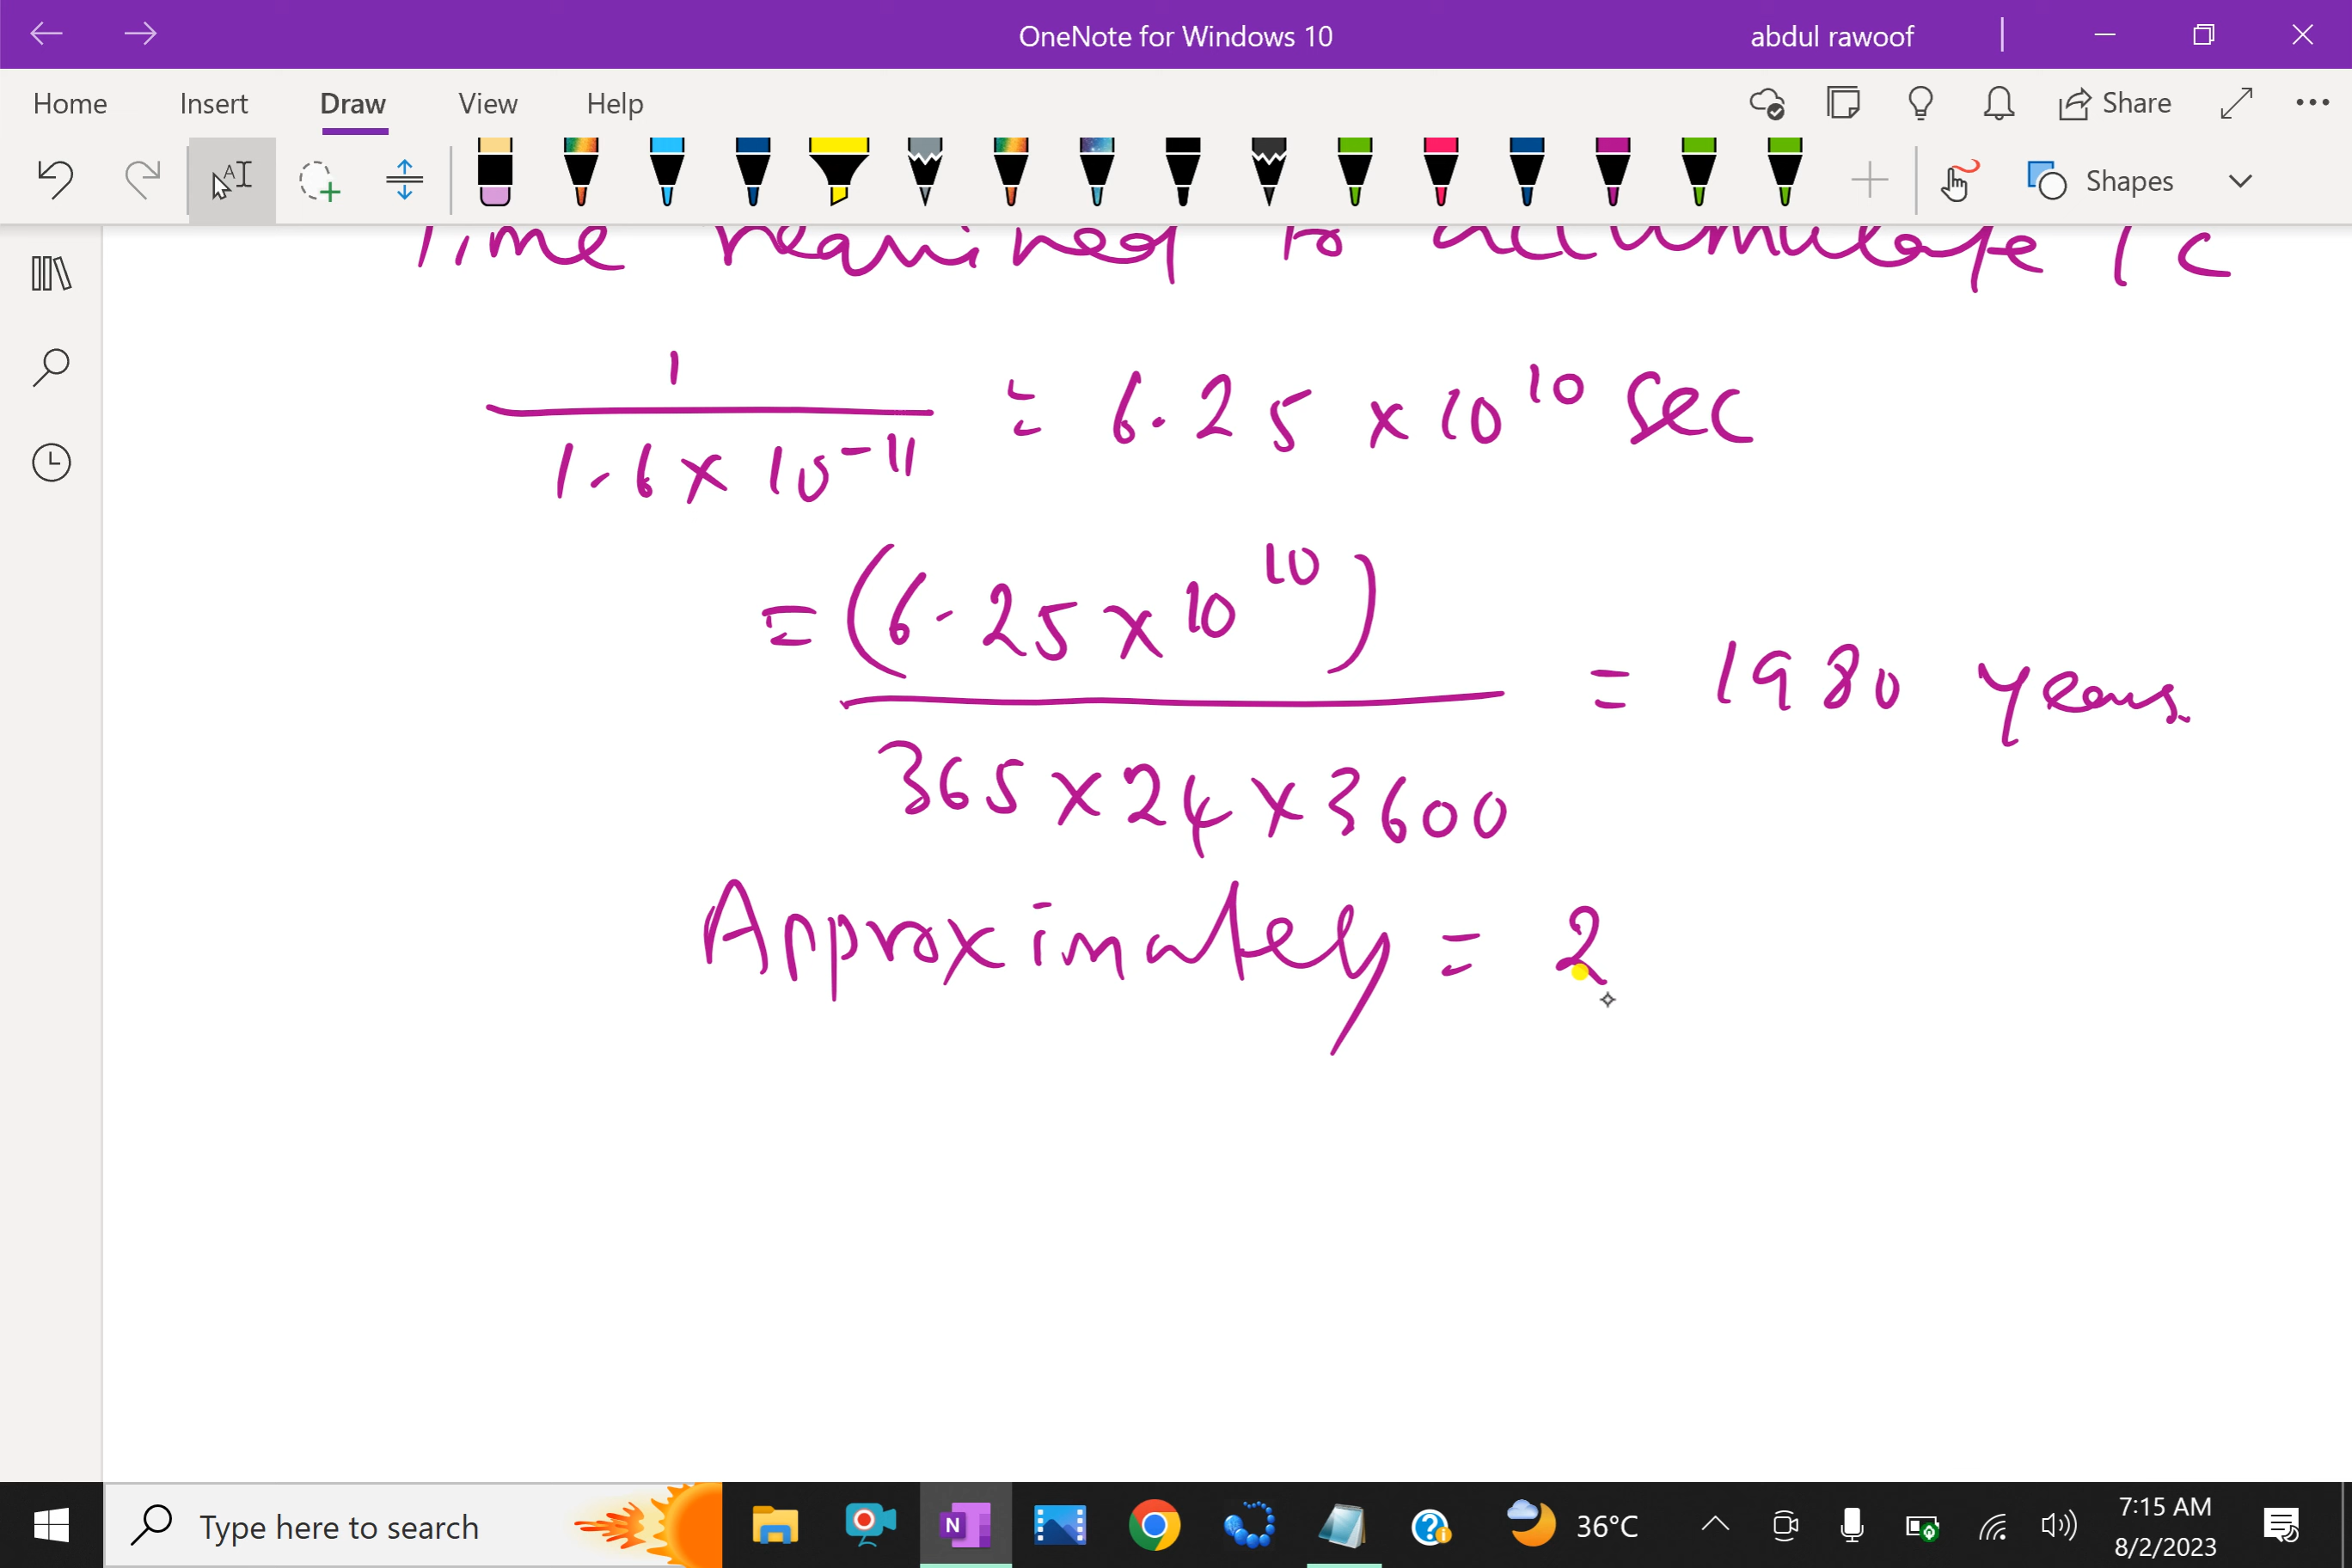 OneNote for Windows 10
abdul rawoof
Home Insert Draw View Help
Share
AI
Shapes
Time required to accumulate 1 C
1
1.6 x 10^-11 = 6.25 x 10^10 sec
= (6.25 x 10^10)
= 1980 years.
365 x 24 x 3600
Approximately = 2
Type here to search
N
36°C
7:15 AM
8/2/2023